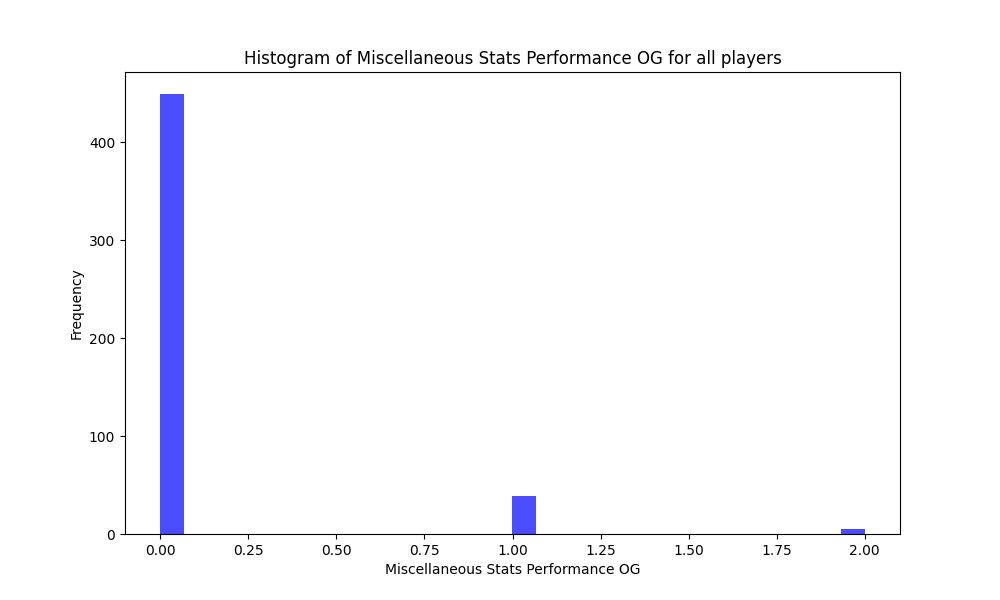 Histogram of Miscellaneous Stats Performance OG for all players
Frequency
400
300
200
100
0
0.00 0.25 0.50 0.75 1.00 1.25 1.50 1.75 2.00
Miscellaneous Stats Performance OG